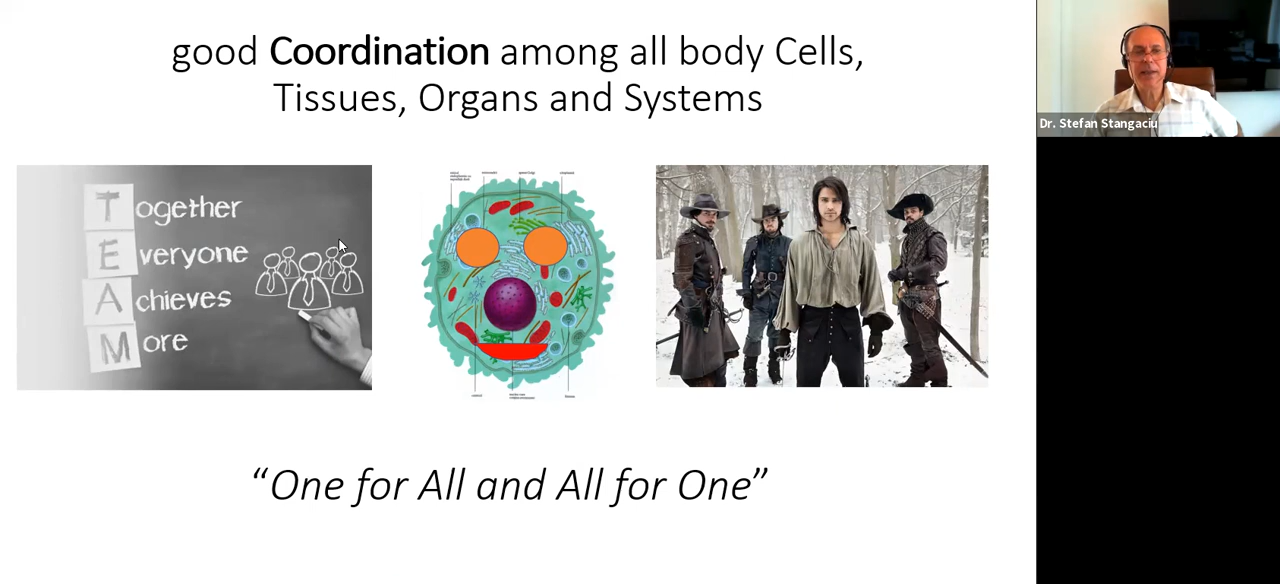 good Coordination among all body Cells,
Tissues, Organs and Systems
Together
Everyone
Achieves
More
“One for All and All for One”
Dr. Stefan Stangaciu